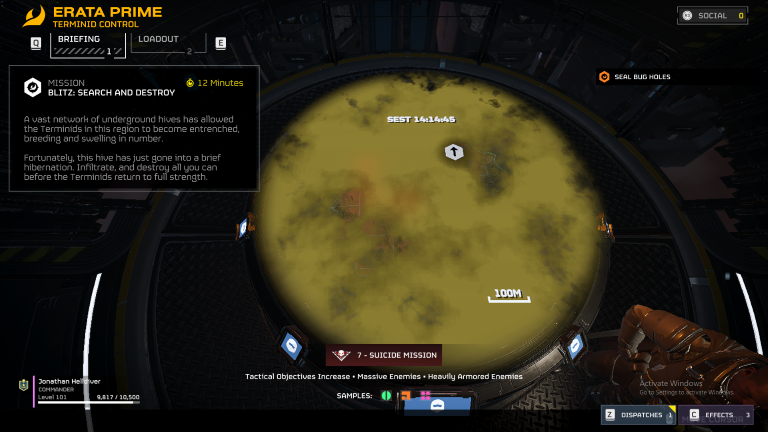 ERATA PRIME
TERMINID CONTROL
SOCIAL 0
Q
BRIEFING
1
LOADOUT
2
E
MISSION
12 Minutes
BLITZ: SEARCH AND DESTROY
A vast network of underground hives has allowed
the Terminids in this region to become entrenched,
breeding and swelling in number.
Fortunately, this hive has just gone into a brief
hibernation. Infiltrate, and destroy all you can
before the Terminids return to full strength.
SEAL BUG HOLES
SEST 14:14:45
100M
7 - SUICIDE MISSION
Tactical Objectives Increase • Massive Enemies • Heavily Armored Enemies
SAMPLES:
Jonathan Helldiver
COMMANDER
Level 101
9,817 / 10,500
Activate Windows
Go to Settings to activate Windows.
Z DISPATCHES 1
C EFFECTS 3